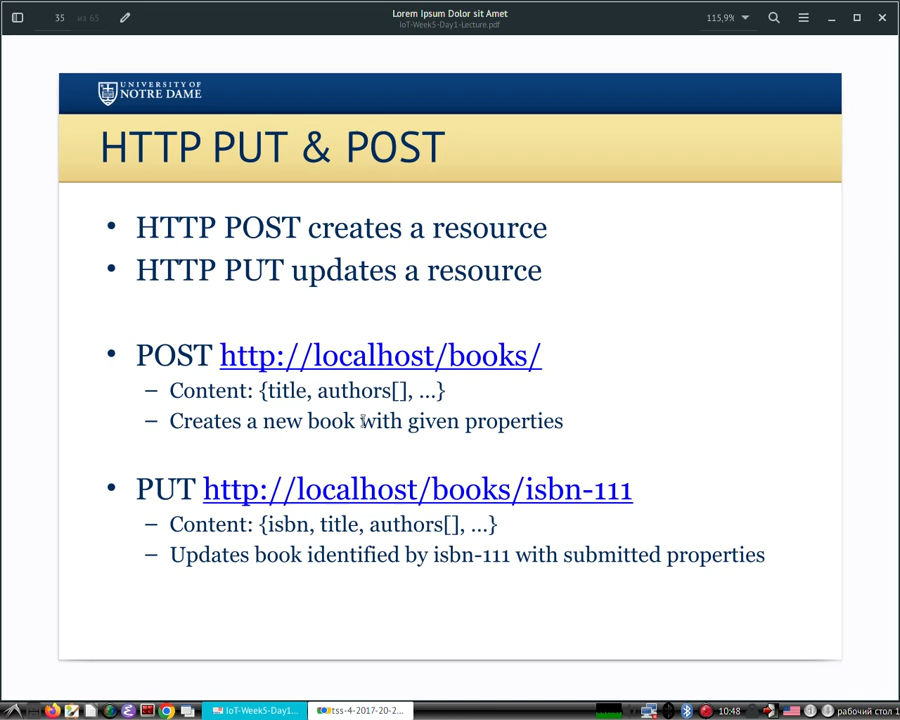 35 из 65
Lorem Ipsum Dolor sit Amet
IoT-Week5-Day1-Lecture.pdf
115,9%
UNIVERSITY OF
NOTRE DAME
HTTP PUT & POST
• HTTP POST creates a resource
• HTTP PUT updates a resource
• POST http://localhost/books/
– Content: {title, authors[], ...}
– Creates a new book with given properties
• PUT http://localhost/books/isbn-111
– Content: {isbn, title, authors[], ...}
– Updates book identified by isbn-111 with submitted properties
IoT-Week5-Day1... tss-4-2017-20-2... 10:48 рабочий стол 1